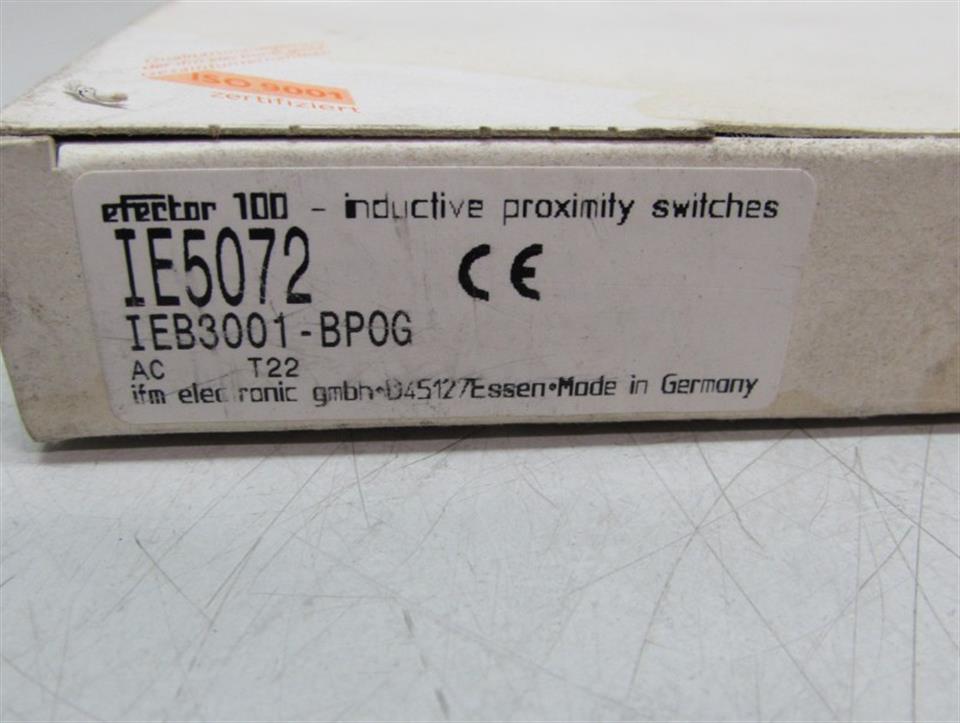 ISO 9001
zertifiziert
efector 100 - inductive proximity switches
IE5072
CE
IEB3001-BPOG
AC T22
ifm electronic gmbh•D45127Essen•Made in Germany